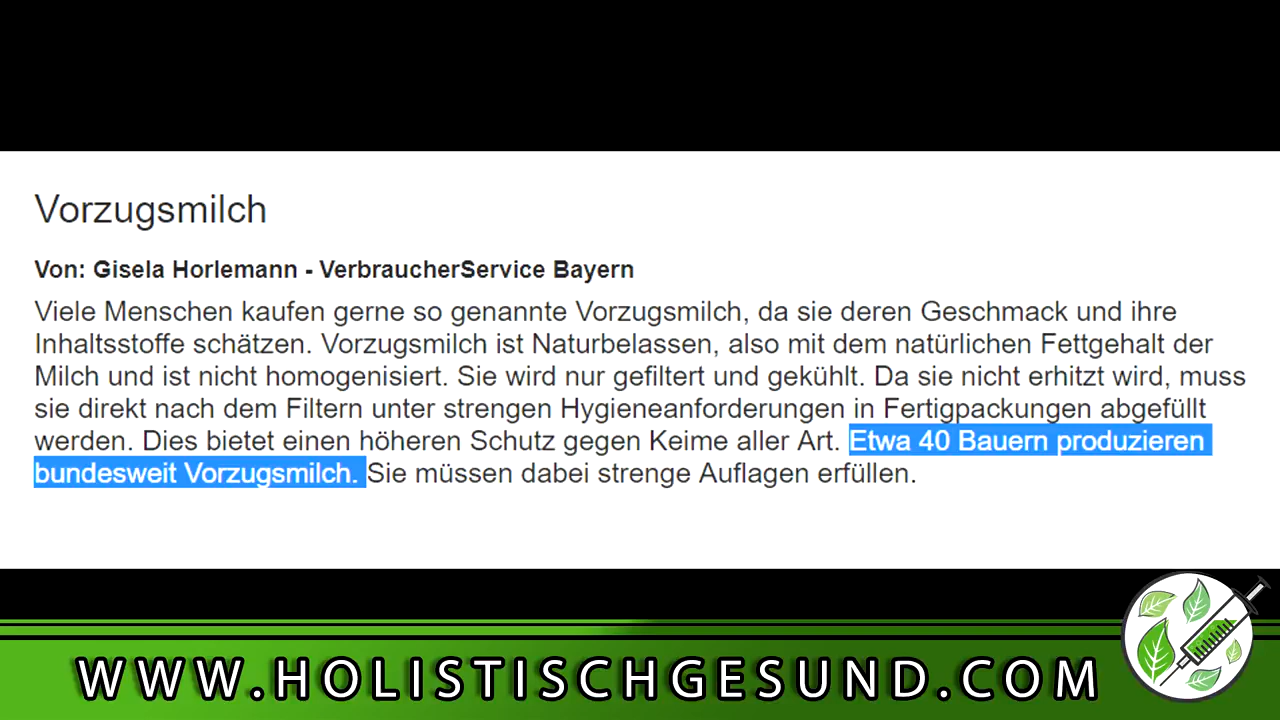 Vorzugsmilch
Von: Gisela Horlemann - VerbraucherService Bayern
Viele Menschen kaufen gerne so genannte Vorzugsmilch, da sie deren Geschmack und ihre
Inhaltsstoffe schätzen. Vorzugsmilch ist Naturbelassen, also mit dem natürlichen Fettgehalt der
Milch und ist nicht homogenisiert. Sie wird nur gefiltert und gekühlt. Da sie nicht erhitzt wird, muss
sie direkt nach dem Filtern unter strengen Hygieneanforderungen in Fertigpackungen abgefüllt
werden. Dies bietet einen höheren Schutz gegen Keime aller Art. Etwa 40 Bauern produzieren
bundesweit Vorzugsmilch. Sie müssen dabei strenge Auflagen erfüllen.
WWW.HOLISTISCHGESUND.COM